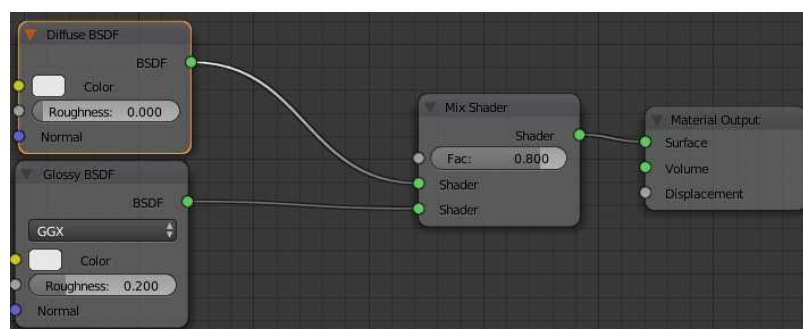 Diffuse BSDF
BSDF
Color
Roughness: 0.000
Normal
Glossy BSDF
BSDF
GGX
Color
Roughness: 0.200
Normal
Mix Shader
Shader
Fac: 0.800
Shader
Shader
Material Output
Surface
Volume
Displacement